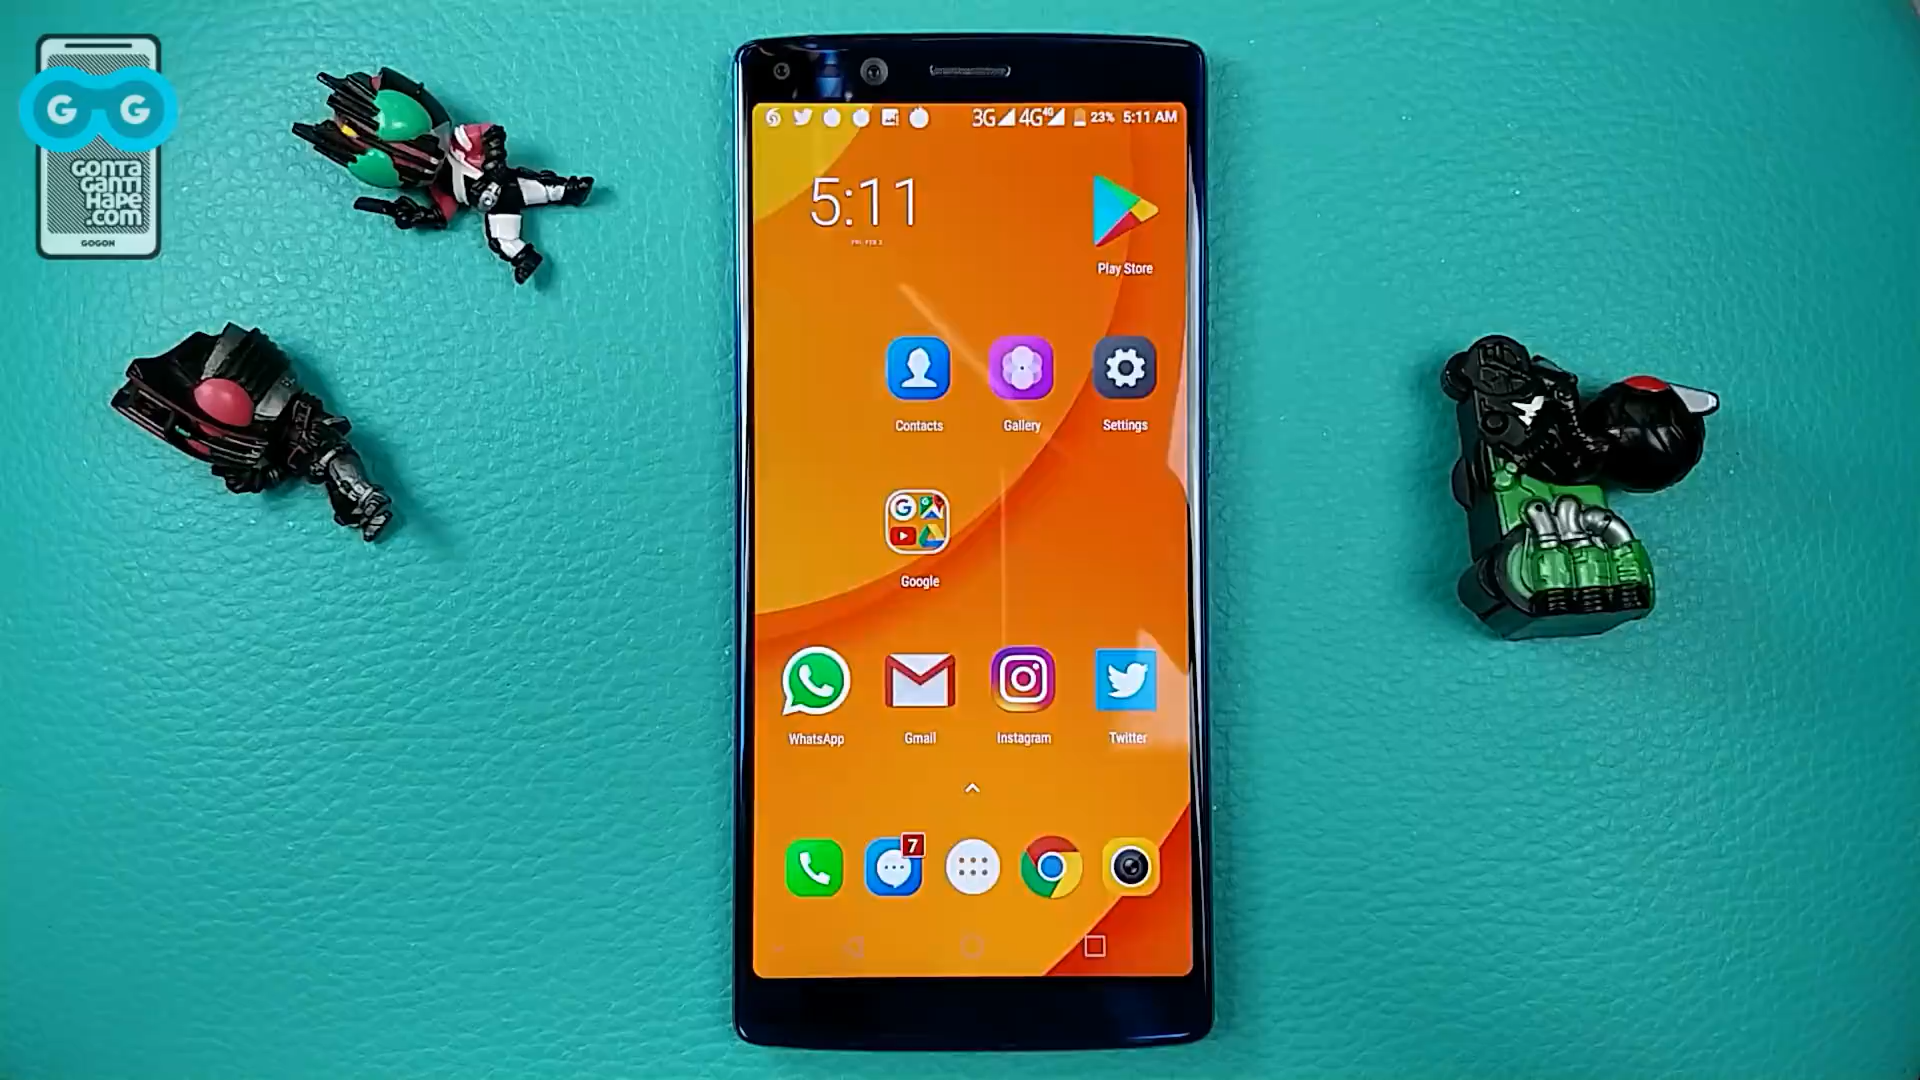 G G
GONTA
GANTI
HAPE
.com
GOGON
3G 4G 4G 23% 5:11 AM
5:11
Play Store
Contacts Gallery Settings
Google
WhatsApp Gmail Instagram Twitter
7